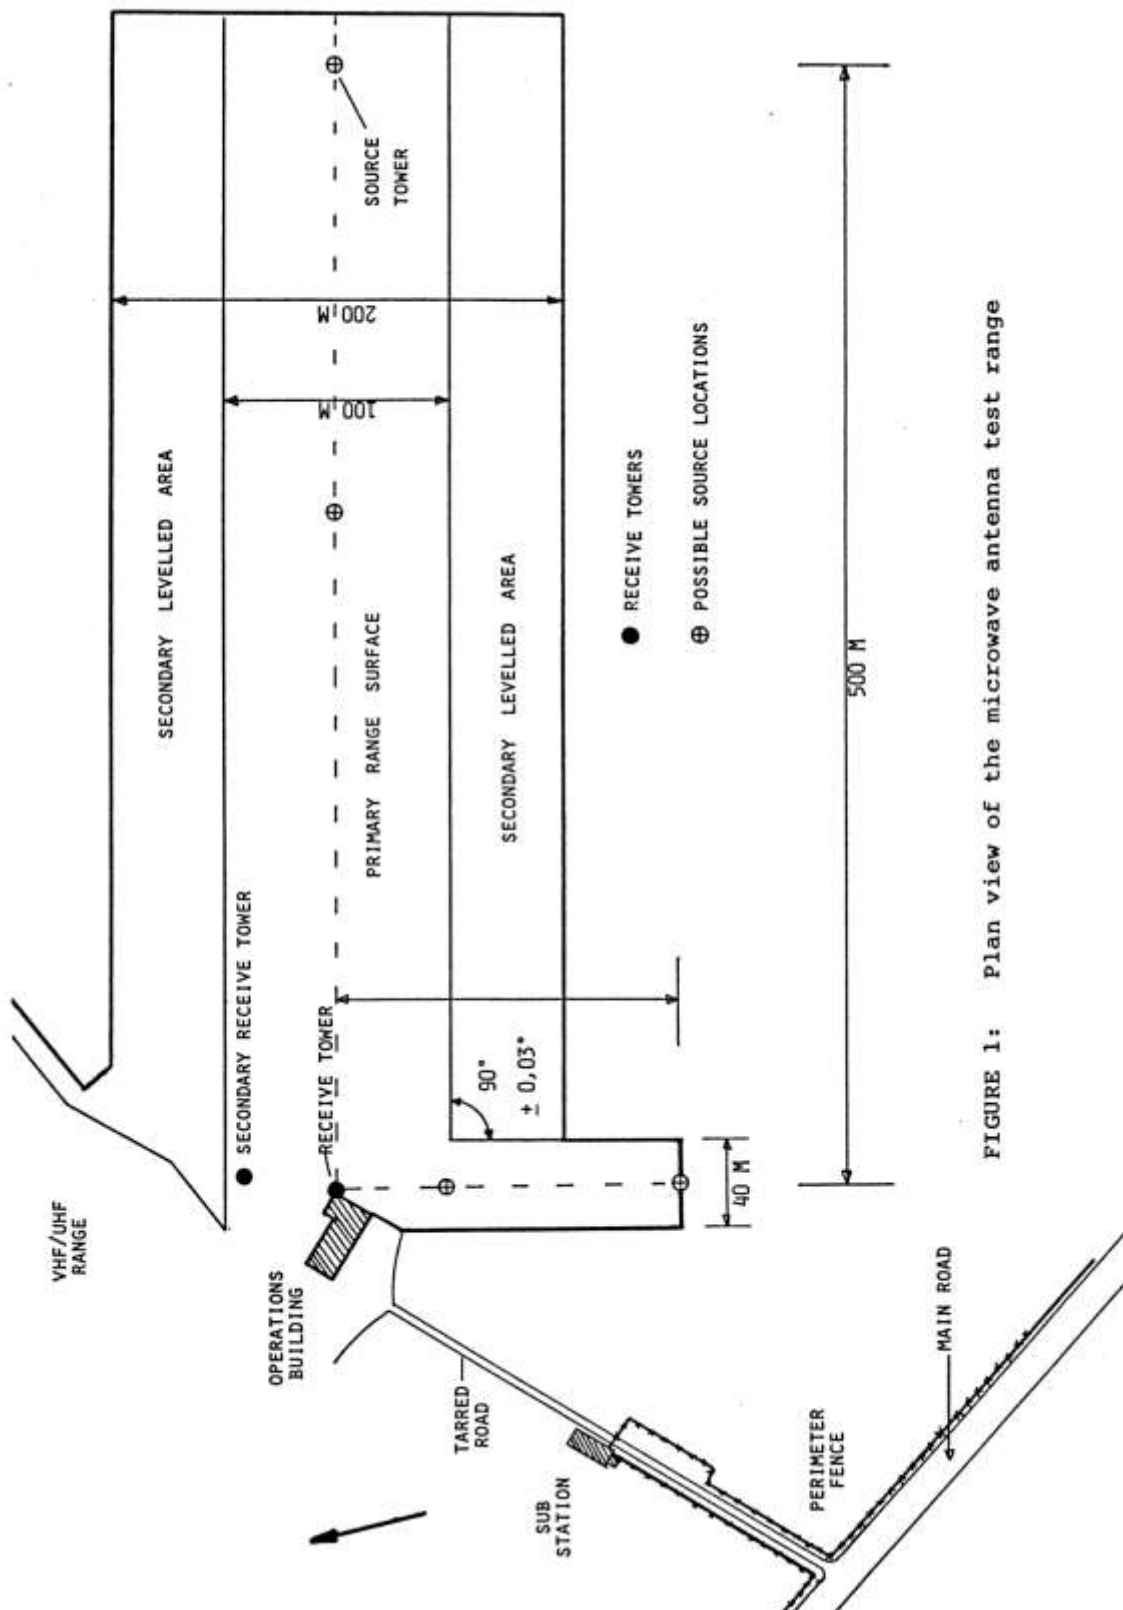 VHF/UHF
RANGE
SECONDARY LEVELLED AREA
SECONDARY RECEIVE TOWER
OPERATIONS
BUILDING
RECEIVE TOWER
PRIMARY RANGE SURFACE
100 M
200 M
SOURCE
TOWER
TARRED
ROAD
90°
± 0,03°
SECONDARY LEVELLED AREA
SUB
STATION
40 M
RECEIVE TOWERS
POSSIBLE SOURCE LOCATIONS
PERIMETER
FENCE
500 M
MAIN ROAD
FIGURE 1: Plan view of the microwave antenna test range